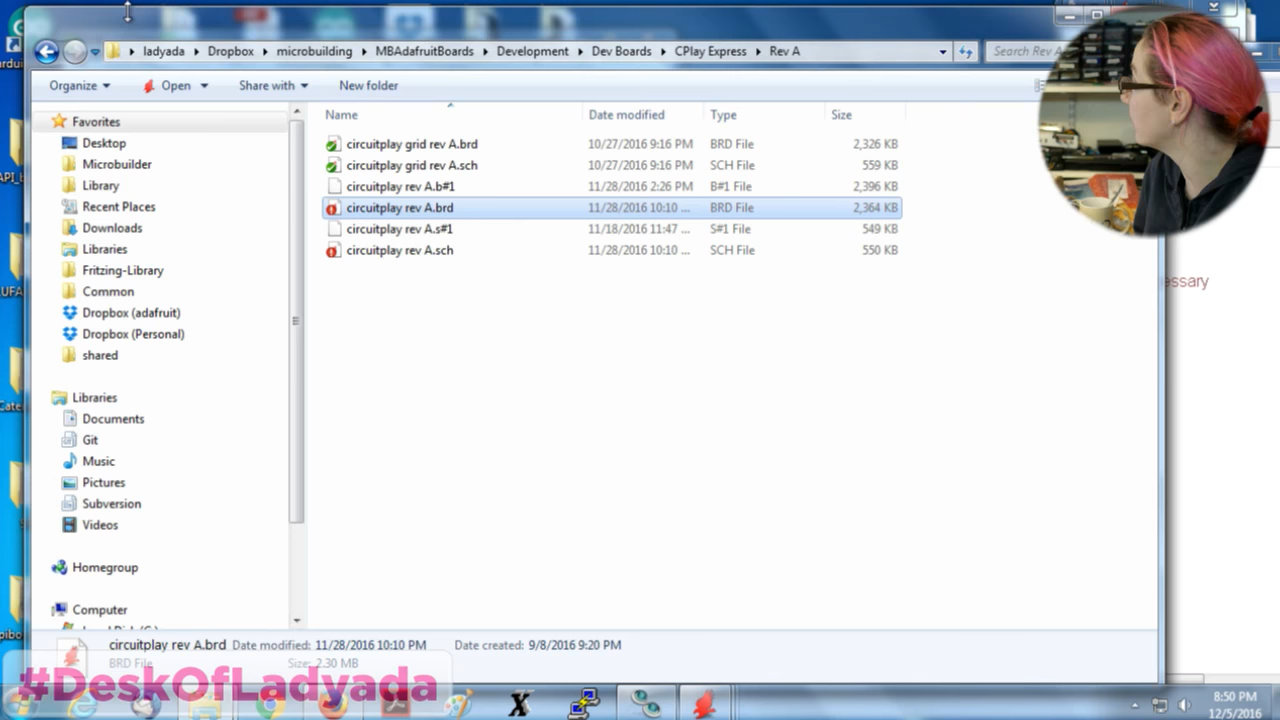 ladyada Dropbox microbuilding MBAdafruitBoards Development Dev Boards CPlay Express Rev A
Search Rev A
Organize Open Share with New folder
Name Date modified Type Size
circuitplay grid rev A.brd 10/27/2016 9:16 PM BRD File 2,326 KB
circuitplay grid rev A.sch 10/27/2016 9:16 PM SCH File 559 KB
circuitplay rev A.b#1 11/28/2016 2:26 PM B#1 File 2,396 KB
circuitplay rev A.brd 11/28/2016 10:10 ... BRD File 2,364 KB
circuitplay rev A.s#1 11/18/2016 11:47 ... S#1 File 549 KB
circuitplay rev A.sch 11/28/2016 10:10 ... SCH File 550 KB
Favorites
Desktop
Microbuilder
Library
Recent Places
Downloads
Libraries
Fritzing-Library
Common
Dropbox (adafruit)
Dropbox (Personal)
shared
Libraries
Documents
Git
Music
Pictures
Subversion
Videos
Homegroup
Computer
essary
circuitplay rev A.brd Date modified: 11/28/2016 10:10 PM Date created: 9/8/2016 9:20 PM
BRD File Size: 2.30 MB
#DeskOfLadyada
8:50 PM
12/5/2016